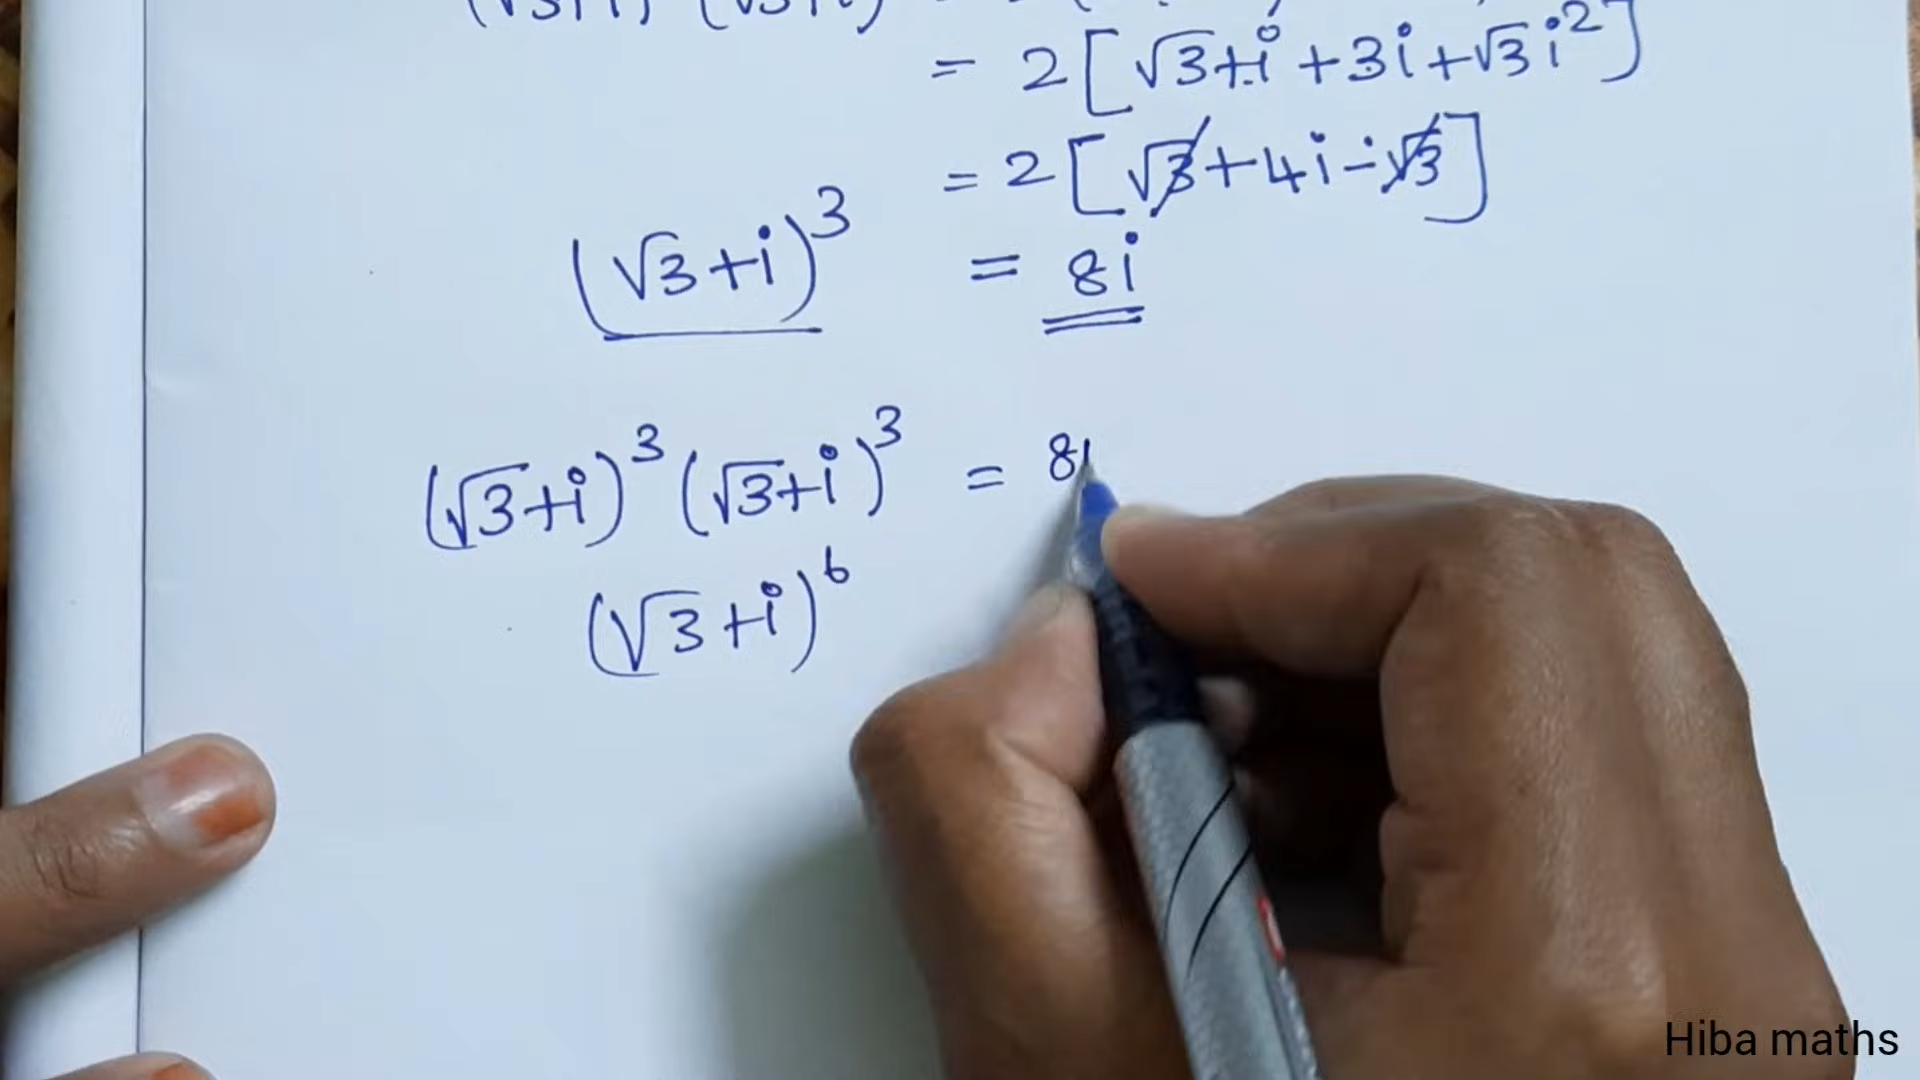 = 2[√3+i+3i+√3i²]
= 2[√3+4i-√3]
(√3+i)³ = 8i
(√3+i)³(√3+i)³ = 8i
(√3+i)⁶
Hiba maths